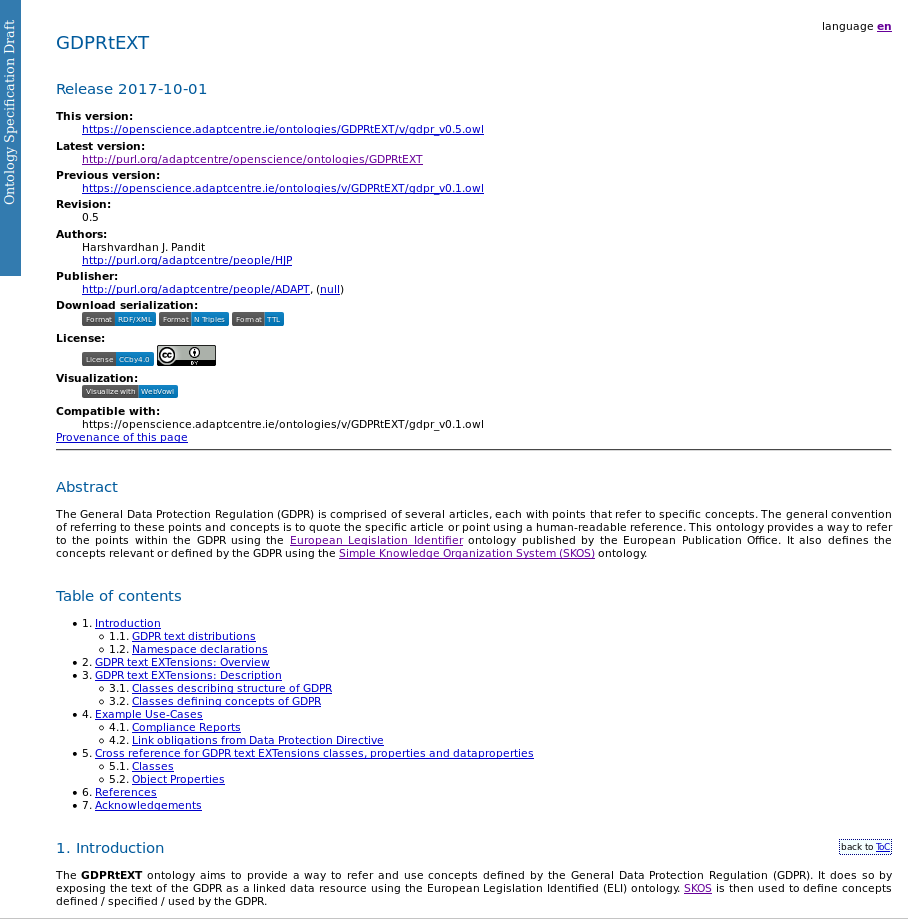 Ontology Specification Draft
language en
GDPRtEXT
Release 2017-10-01
This version:
https://openscience.adaptcentre.ie/ontologies/GDPRtEXT/v/gdpr_v0.5.owl
Latest version:
http://purl.org/adaptcentre/openscience/ontologies/GDPRtEXT
Previous version:
https://openscience.adaptcentre.ie/ontologies/v/GDPRtEXT/gdpr_v0.1.owl
Revision:
0.5
Authors:
Harshvardhan J. Pandit
http://purl.org/adaptcentre/people/HJP
Publisher:
http://purl.org/adaptcentre/people/ADAPT, (null)
Download serialization:
Format RDF/XML Format N Triples Format TTL
License:
License CCby4.0 cc BY
Visualization:
Visualize with WebVowl
Compatible with:
https://openscience.adaptcentre.ie/ontologies/v/GDPRtEXT/gdpr_v0.1.owl
Provenance of this page
Abstract
The General Data Protection Regulation (GDPR) is comprised of several articles, each with points that refer to specific concepts. The general convention
of referring to these points and concepts is to quote the specific article or point using a human-readable reference. This ontology provides a way to refer
to the points within the GDPR using the European Legislation Identifier ontology published by the European Publication Office. It also defines the
concepts relevant or defined by the GDPR using the Simple Knowledge Organization System (SKOS) ontology.
Table of contents
• 1. Introduction
◦ 1.1. GDPR text distributions
◦ 1.2. Namespace declarations
• 2. GDPR text EXTensions: Overview
• 3. GDPR text EXTensions: Description
◦ 3.1. Classes describing structure of GDPR
◦ 3.2. Classes defining concepts of GDPR
• 4. Example Use-Cases
◦ 4.1. Compliance Reports
◦ 4.2. Link obligations from Data Protection Directive
• 5. Cross reference for GDPR text EXTensions classes, properties and dataproperties
◦ 5.1. Classes
◦ 5.2. Object Properties
• 6. References
• 7. Acknowledgements
1. Introduction
back to ToC
The GDPRtEXT ontology aims to provide a way to refer and use concepts defined by the General Data Protection Regulation (GDPR). It does so by
exposing the text of the GDPR as a linked data resource using the European Legislation Identified (ELI) ontology. SKOS is then used to define concepts
defined / specified / used by the GDPR.